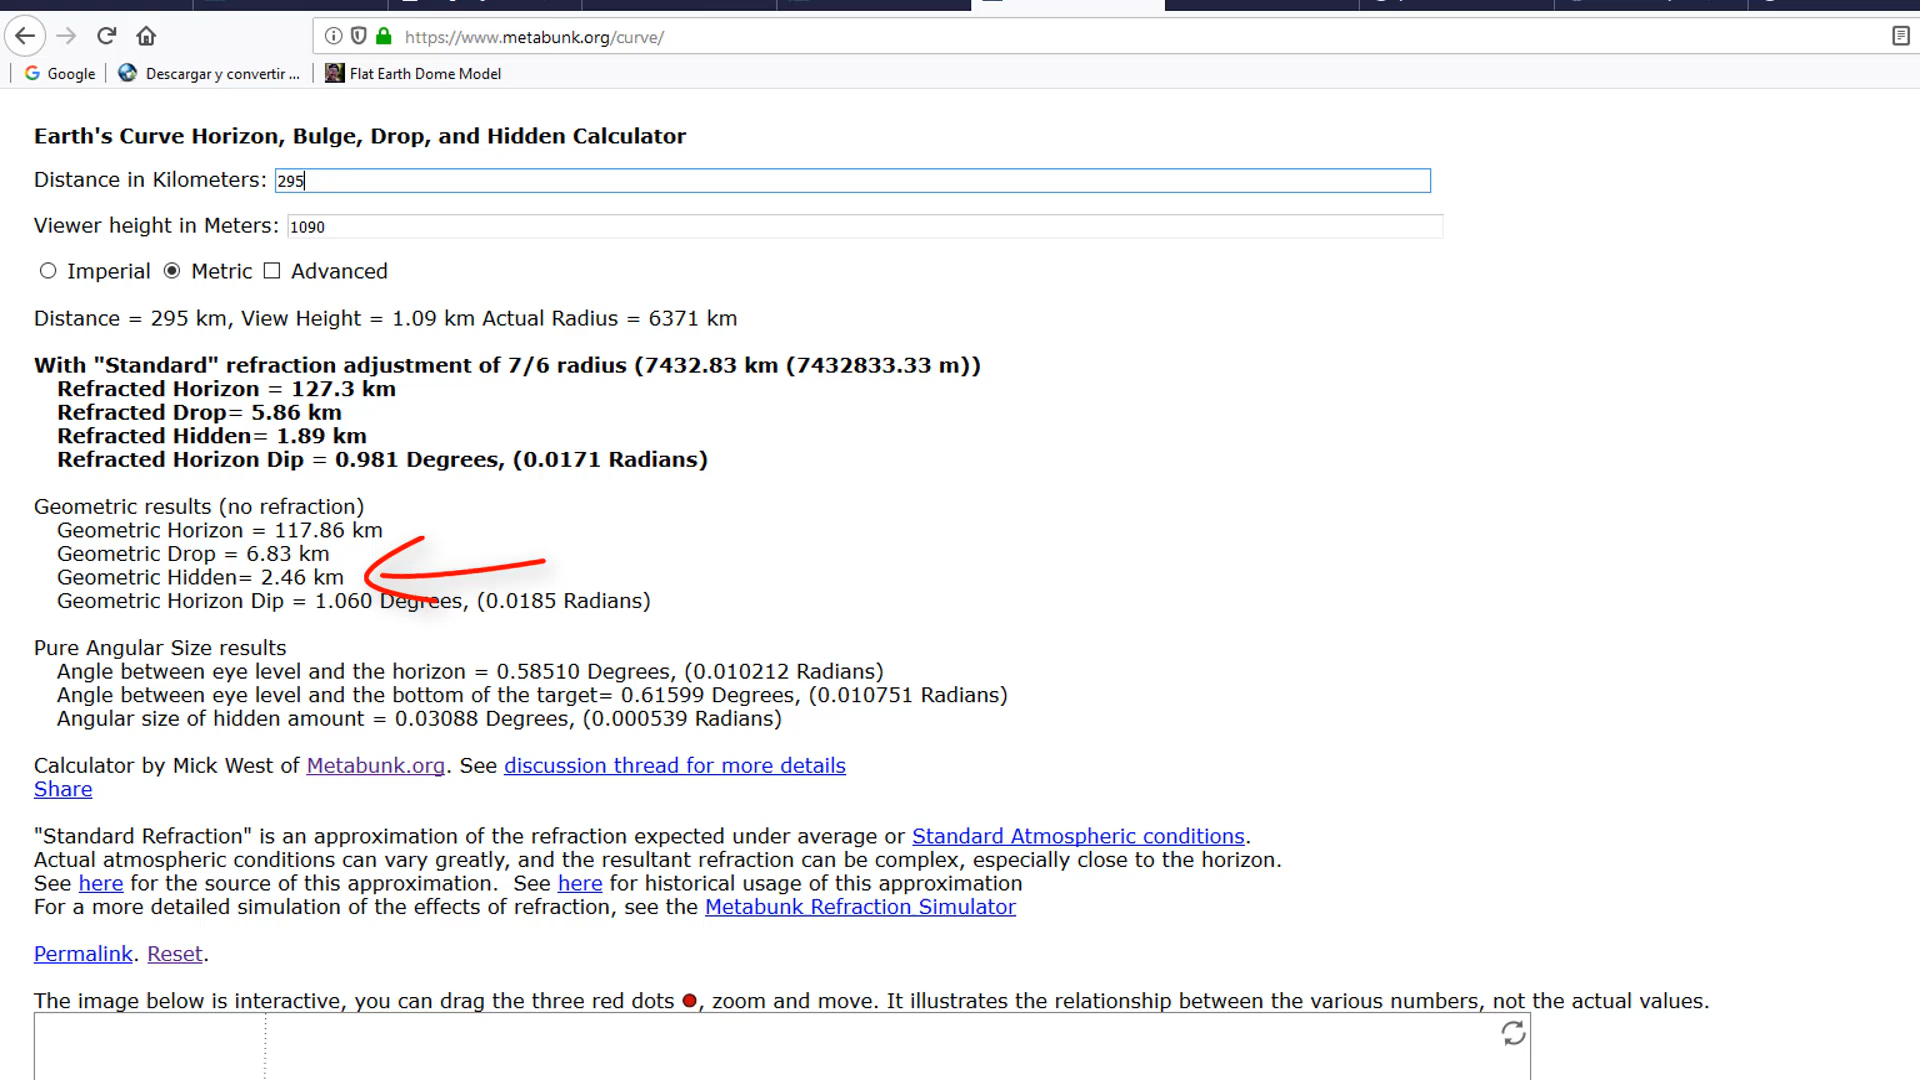 https://www.metabunk.org/curve/
Google
Descargar y convertir ...
Flat Earth Dome Model
Earth's Curve Horizon, Bulge, Drop, and Hidden Calculator
Distance in Kilometers: 295
Viewer height in Meters: 1090
Imperial Metric Advanced
Distance = 295 km, View Height = 1.09 km Actual Radius = 6371 km
With "Standard" refraction adjustment of 7/6 radius (7432.83 km (7432833.33 m))
Refracted Horizon = 127.3 km
Refracted Drop= 5.86 km
Refracted Hidden= 1.89 km
Refracted Horizon Dip = 0.981 Degrees, (0.0171 Radians)
Geometric results (no refraction)
Geometric Horizon = 117.86 km
Geometric Drop = 6.83 km
Geometric Hidden= 2.46 km
Geometric Horizon Dip = 1.060 Degrees, (0.0185 Radians)
Pure Angular Size results
Angle between eye level and the horizon = 0.58510 Degrees, (0.010212 Radians)
Angle between eye level and the bottom of the target= 0.61599 Degrees, (0.010751 Radians)
Angular size of hidden amount = 0.03088 Degrees, (0.000539 Radians)
Calculator by Mick West of Metabunk.org. See discussion thread for more details
Share
"Standard Refraction" is an approximation of the refraction expected under average or Standard Atmospheric conditions.
Actual atmospheric conditions can vary greatly, and the resultant refraction can be complex, especially close to the horizon.
See here for the source of this approximation. See here for historical usage of this approximation
For a more detailed simulation of the effects of refraction, see the Metabunk Refraction Simulator
Permalink. Reset.
The image below is interactive, you can drag the three red dots , zoom and move. It illustrates the relationship between the various numbers, not the actual values.